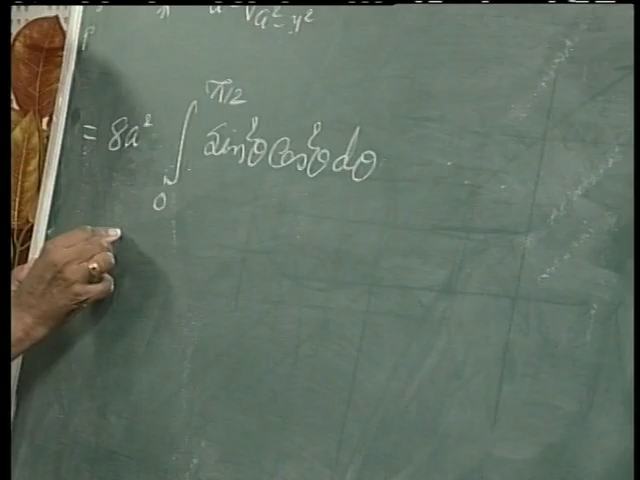 √a²-y²
= 8a² ∫₀^π/2 sin²θ cos²θ dθ